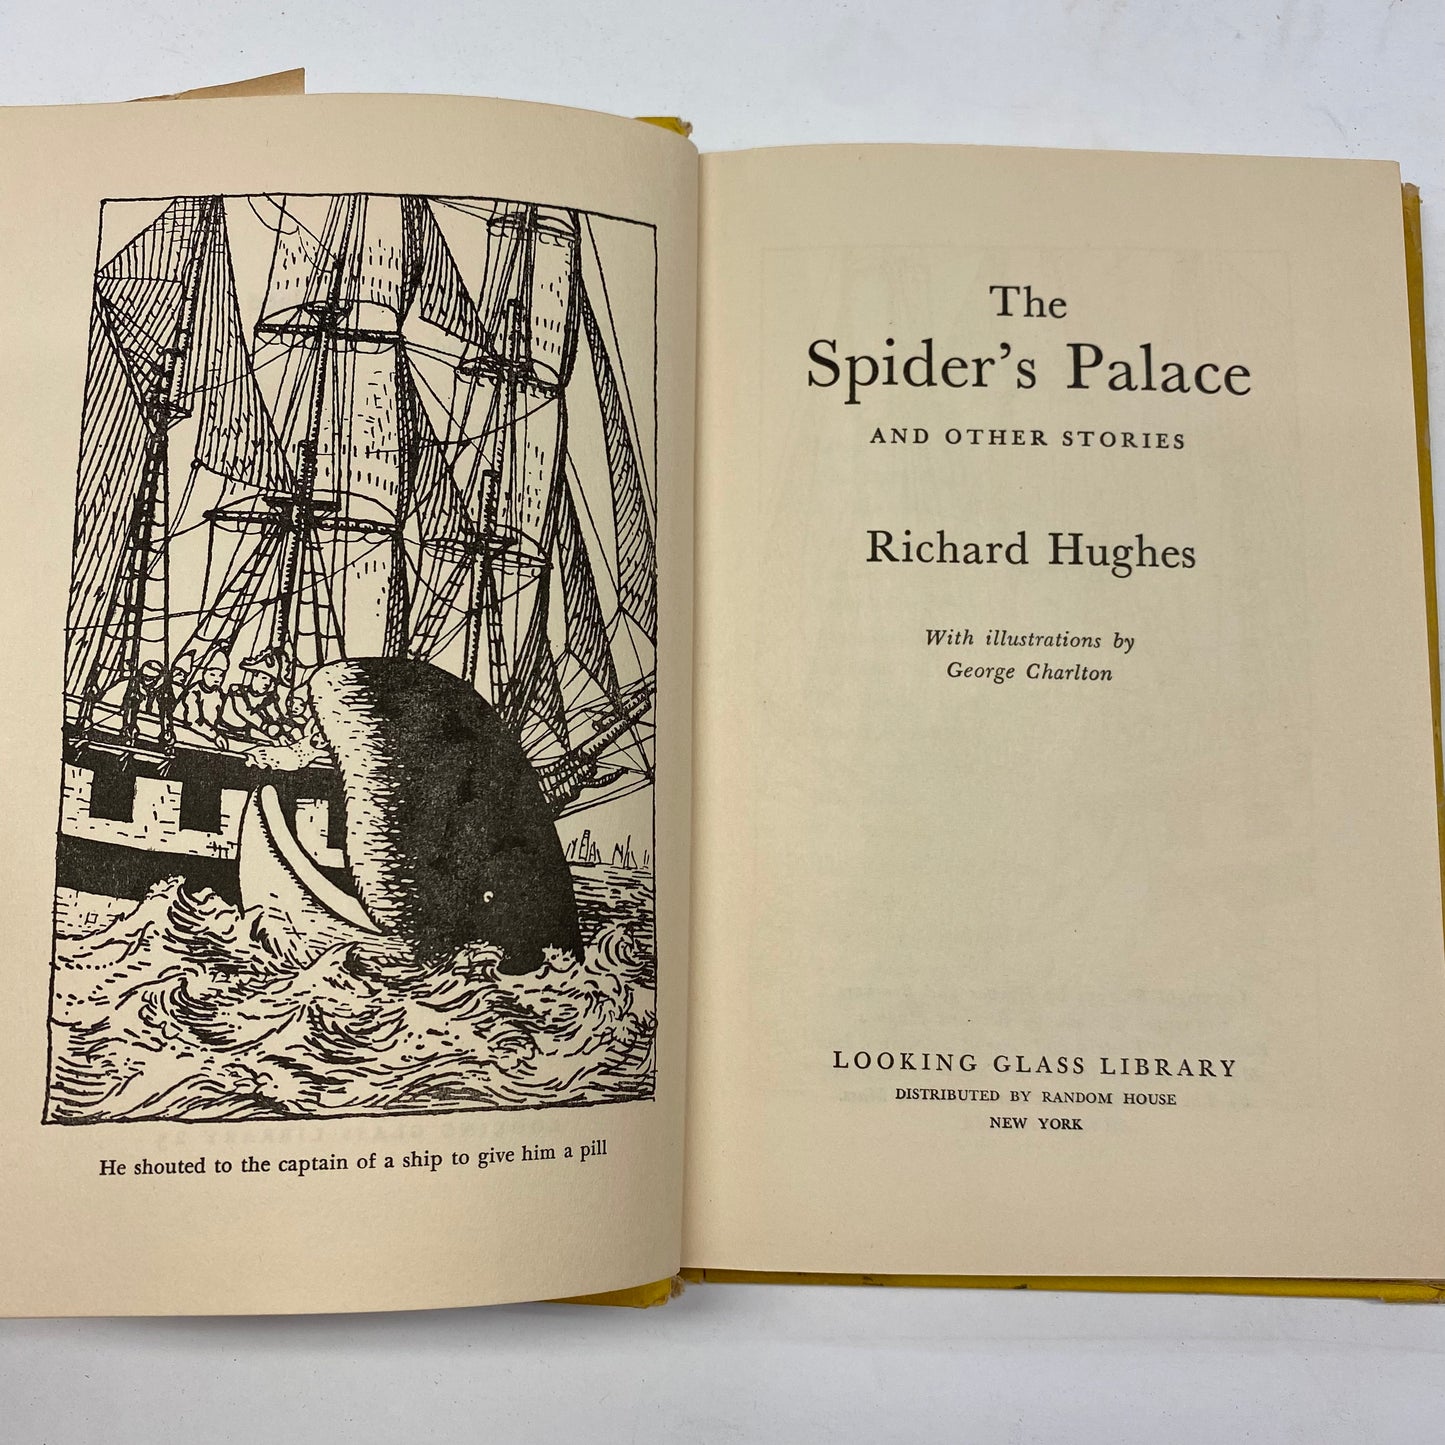 He shouted to the captain of a ship to give him a pill
The
Spider's Palace
AND OTHER STORIES
Richard Hughes
With illustrations by
George Charlton
LOOKING GLASS LIBRARY
DISTRIBUTED BY RANDOM HOUSE
NEW YORK